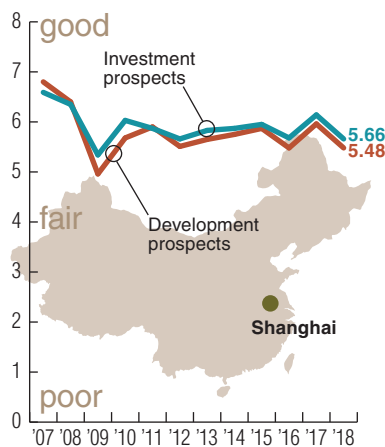 8
good
7
Investment
prospects
6
5.66
5.48
5
Development
prospects
4
fair
3
2
Shanghai
1
poor
0
'07 '08 '09 '10 '11 '12 '13 '14 '15 '16 '17 '18